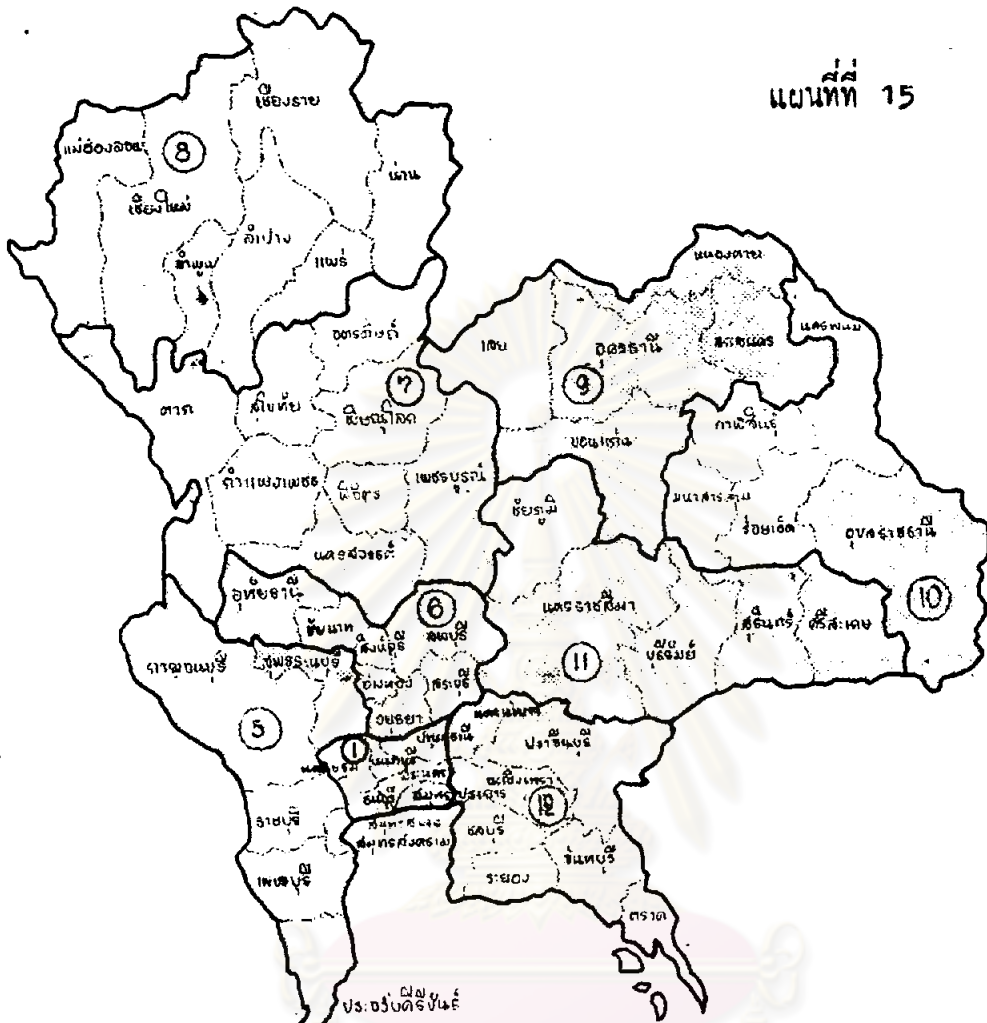 แผนที่ที่ 15
เชียงราย
แม่ฮ่องสอน
8
น่าน
เชียงใหม่
ลำปาง
ลำพูน
แพร่
หนองคาย
อุตรดิษถ์
เลย
อุดรธานี
สกลนคร
นครพนม
7
9
ตาก
สุโขทัย
พิษณุโลก
ขอนแก่น
กาฬสินธุ์
กำแพงเพชร
พิจิตร
เพชรบูรณ์
ชัยภูมิ
มหาสารคาม
ร้อยเอ็ด
อุบลราชธานี
นครสวรรค์
อุทัยธานี
6
นครราชสีมา
10
ชัยนาท
สิงห์บุรี
ลพบุรี
สุรินทร์
ศรีสะเกษ
กาญจนบุรี
สุพรรณบุรี
11
บุรีรัมย์
อ่างทอง
สระบุรี
อยุธยา
นครนายก
5
1
ปทุมธานี
ปราจีนบุรี
นครปฐม
นนทบุรี
พระนคร
ฉะเชิงเทรา
ธนบุรี
สมุทรปราการ
12
ราชบุรี
สมุทรสาคร
สมุทรสงคราม
ชลบุรี
จันทบุรี
เพชรบุรี
ระยอง
ตราด
ประจวบคีรีขันธ์